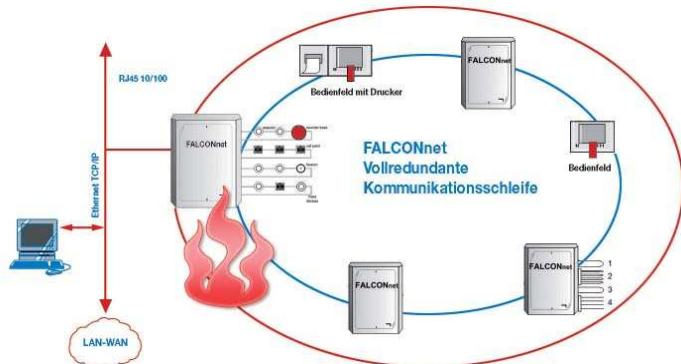 RJ45 10/100
Ethernet TCP/IP
LAN-WAN
FALCONnet
Bedienfeld mit Drucker
FALCONnet
Bedienfeld
FALCONnet
Vollredundante
Kommunikationsschleife
FALCONnet
FALCONnet
1
2
3
4